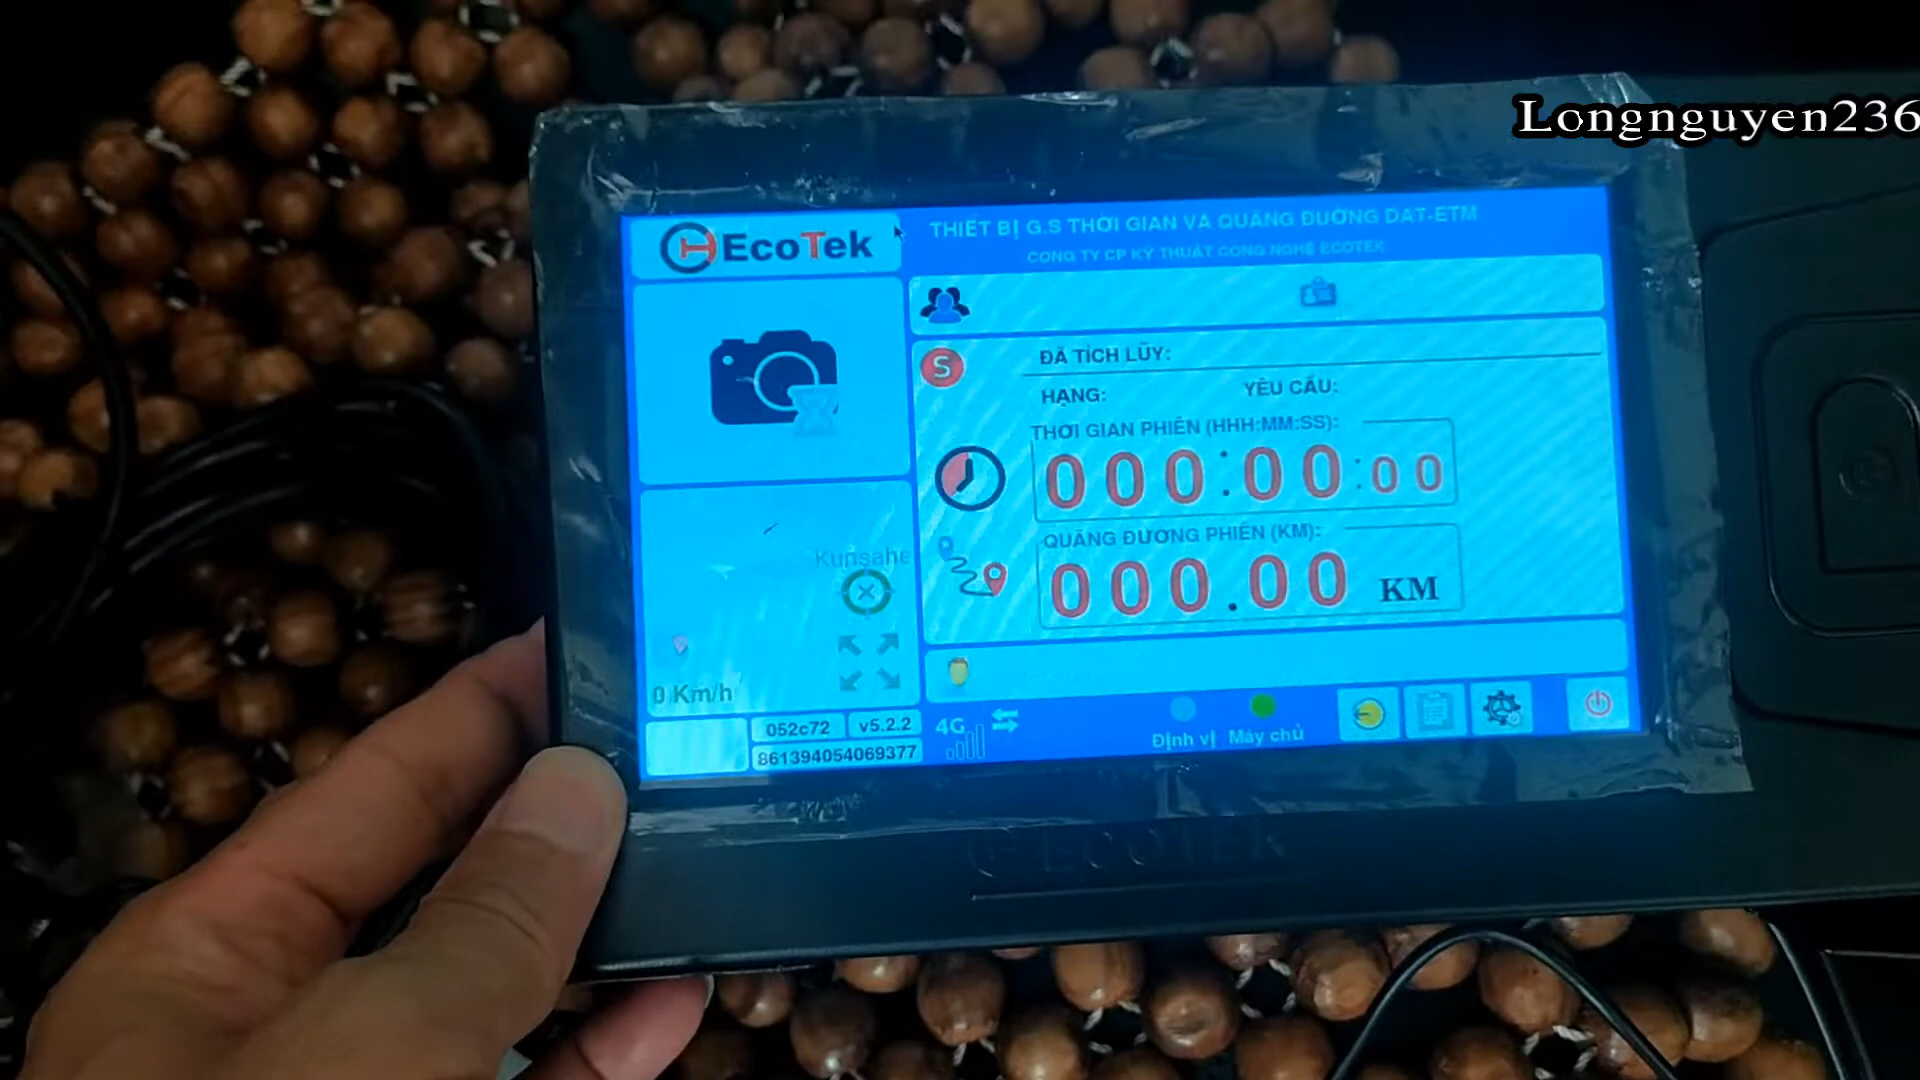 Longnguyen236
EcoTek
THIẾT BỊ G.S THỜI GIAN VÀ QUÃNG ĐƯỜNG DAT-ETM
CÔNG TY CP KỸ THUẬT CÔNG NGHỆ ECOTEK
S
ĐÃ TÍCH LŨY:
HẠNG:
YÊU CẦU:
THỜI GIAN PHIÊN (HHH:MM:SS):
000:00:00
QUÃNG ĐƯỜNG PHIÊN (KM):
000.00 KM
Kunsahe
0 Km/h
052c72
v5.2.2
861394054069377
4G
Định vị
Máy chủ
ECOTEK